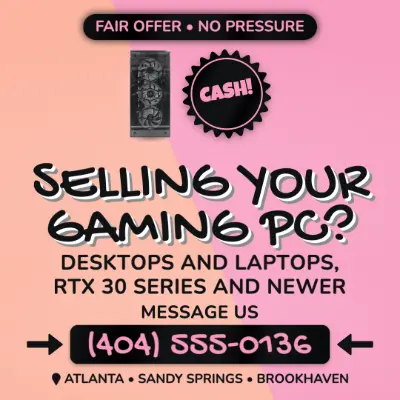 FAIR OFFER • NO PRESSURE
CASH!
SELLING YOUR
GAMING PC?
DESKTOPS AND LAPTOPS,
RTX 30 SERIES AND NEWER
MESSAGE US
(404) 555-0136
ATLANTA • SANDY SPRINGS • BROOKHAVEN